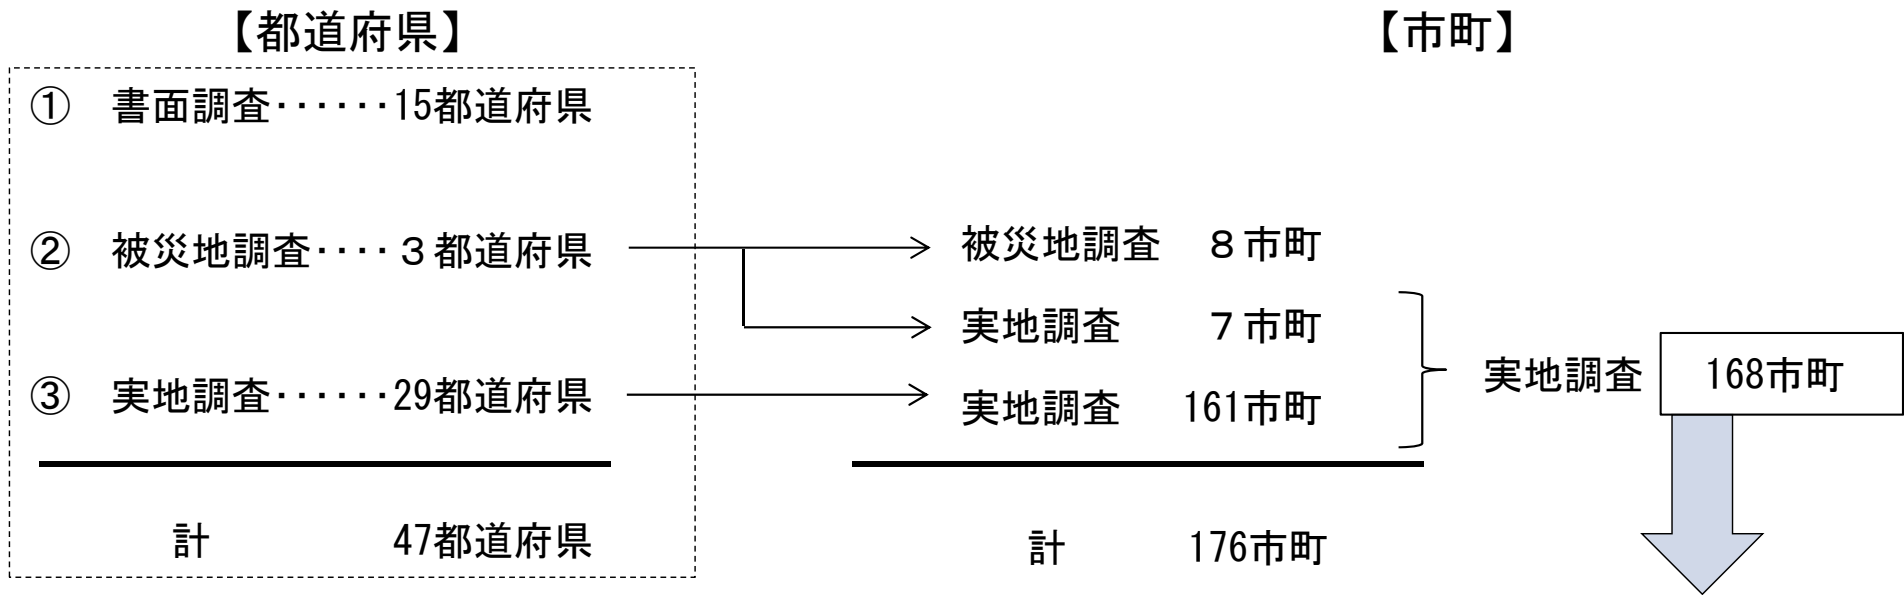 【都道府県】
① 書面調査・・・・・・15都道府県
② 被災地調査・・・・３都道府県
③ 実地調査・・・・・・29都道府県
計 47都道府県
【市町】
被災地調査 ８市町
実地調査 ７市町
実地調査 161市町
計 176市町
実地調査 168市町